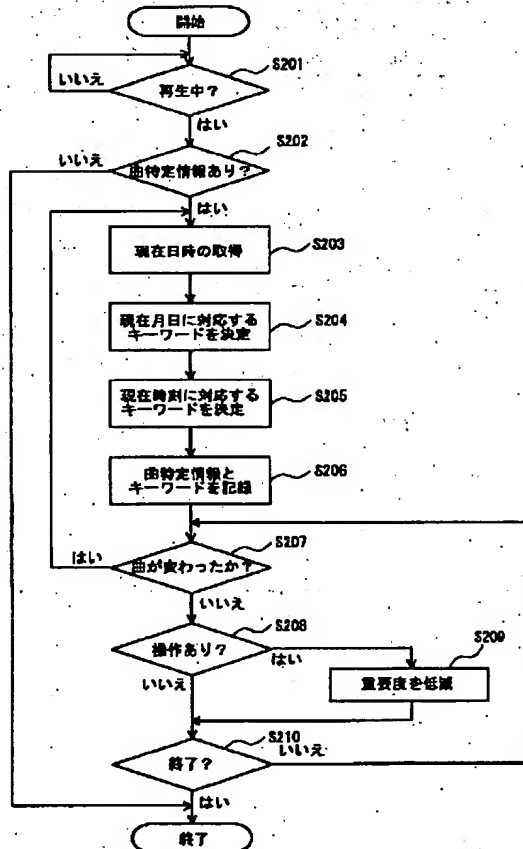 開始
S201
いいえ
再生中?
はい
S202
いいえ
曲特定情報あり?
はい
S203
現在日時の取得
S204
現在月日に対応する
キーワードを決定
S205
現在時刻に対応する
キーワードを決定
S206
曲特定情報と
キーワードを記録
S207
はい
曲が変わったか?
いいえ
S208
操作あり?
はい
S209
重要度を低減
いいえ
S210
いいえ
終了?
はい
終了